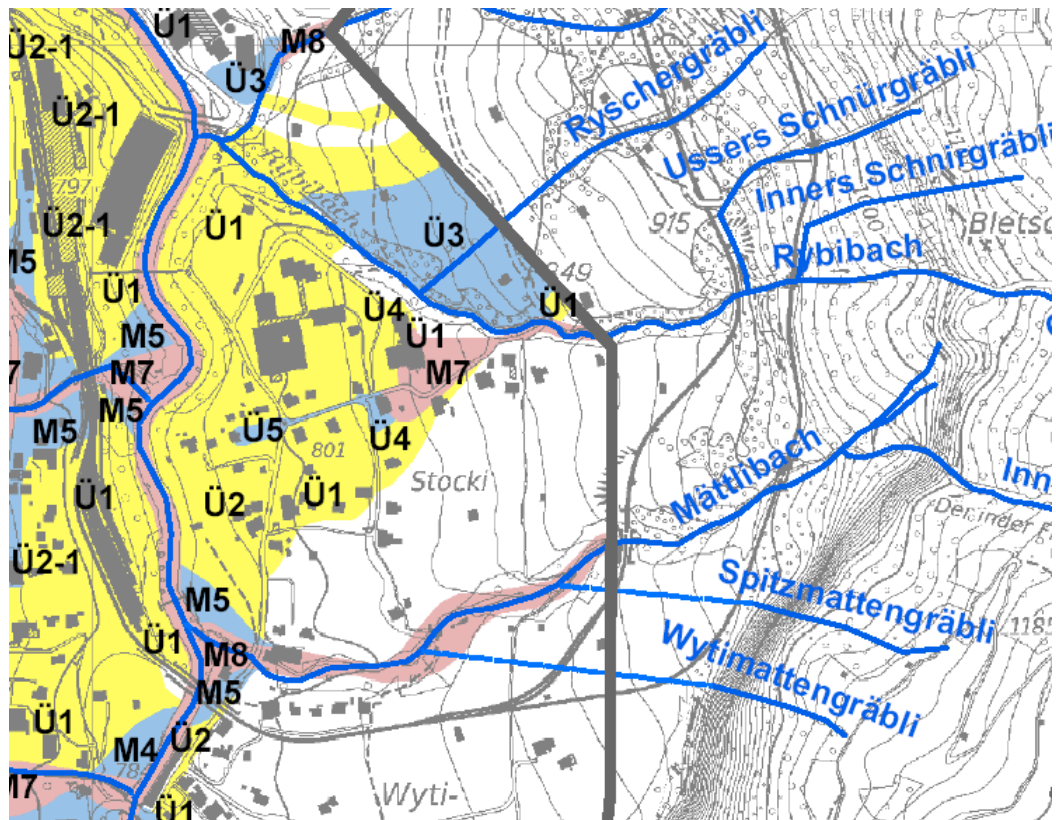 Ü1
M8
Ü2-1
Ü3
Ryschergräbli
Ü2-1
Ussers Schnürgräbli
Inners Schnirgräbli
Rybibach
797
Ü2-1
Ü1
Ü3
915
Rybibach
849
Ü1
Ü4
Ü1
M5
Ü1
M5
M7
M7
M5
Ü5
Ü4
M5
801
Stocki
Mättlibach
Ü1
Ü2
Ü1
Ü2-1
Spitzmattengräbli
M5
Ü1
M8
1185
Wytimattengräbli
M5
Ü1
Ü2
M4
M7
Wyti-
Ü1